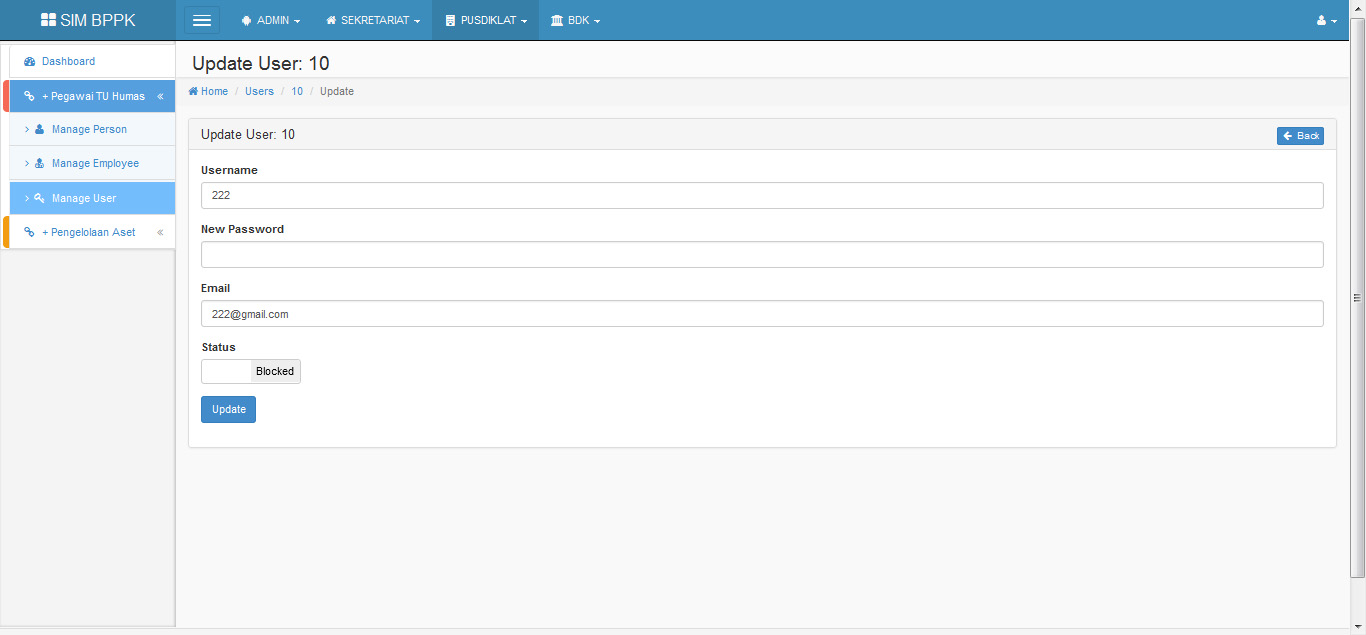 SIM BPPK
ADMIN SEKRETARIAT PUSDIKLAT BDK
Dashboard
+ Pegawai TU Humas «
Manage Person
Manage Employee
Manage User
+ Pengelolaan Aset «
Update User: 10
Home / Users / 10 / Update
Update User: 10
Back
Username
222
New Password
Email
222@gmail.com
Status
Blocked
Update